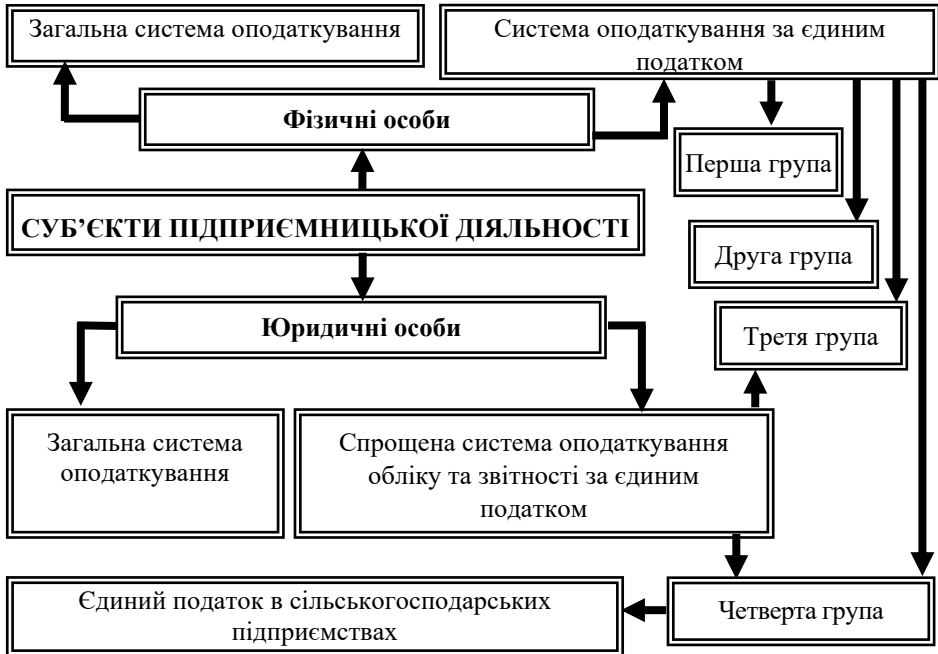 Загальна система оподаткування
Система оподаткування за єдиним
податком
Фізичні особи
Перша група
СУБ’ЄКТИ ПІДПРИЄМНИЦЬКОЇ ДІЯЛЬНОСТІ
Друга група
Юридичні особи
Третя група
Загальна система
оподаткування
Спрощена система оподаткування
обліку та звітності за єдиним
податком
Єдиний податок в сільськогосподарських
підприємствах
Четверта група